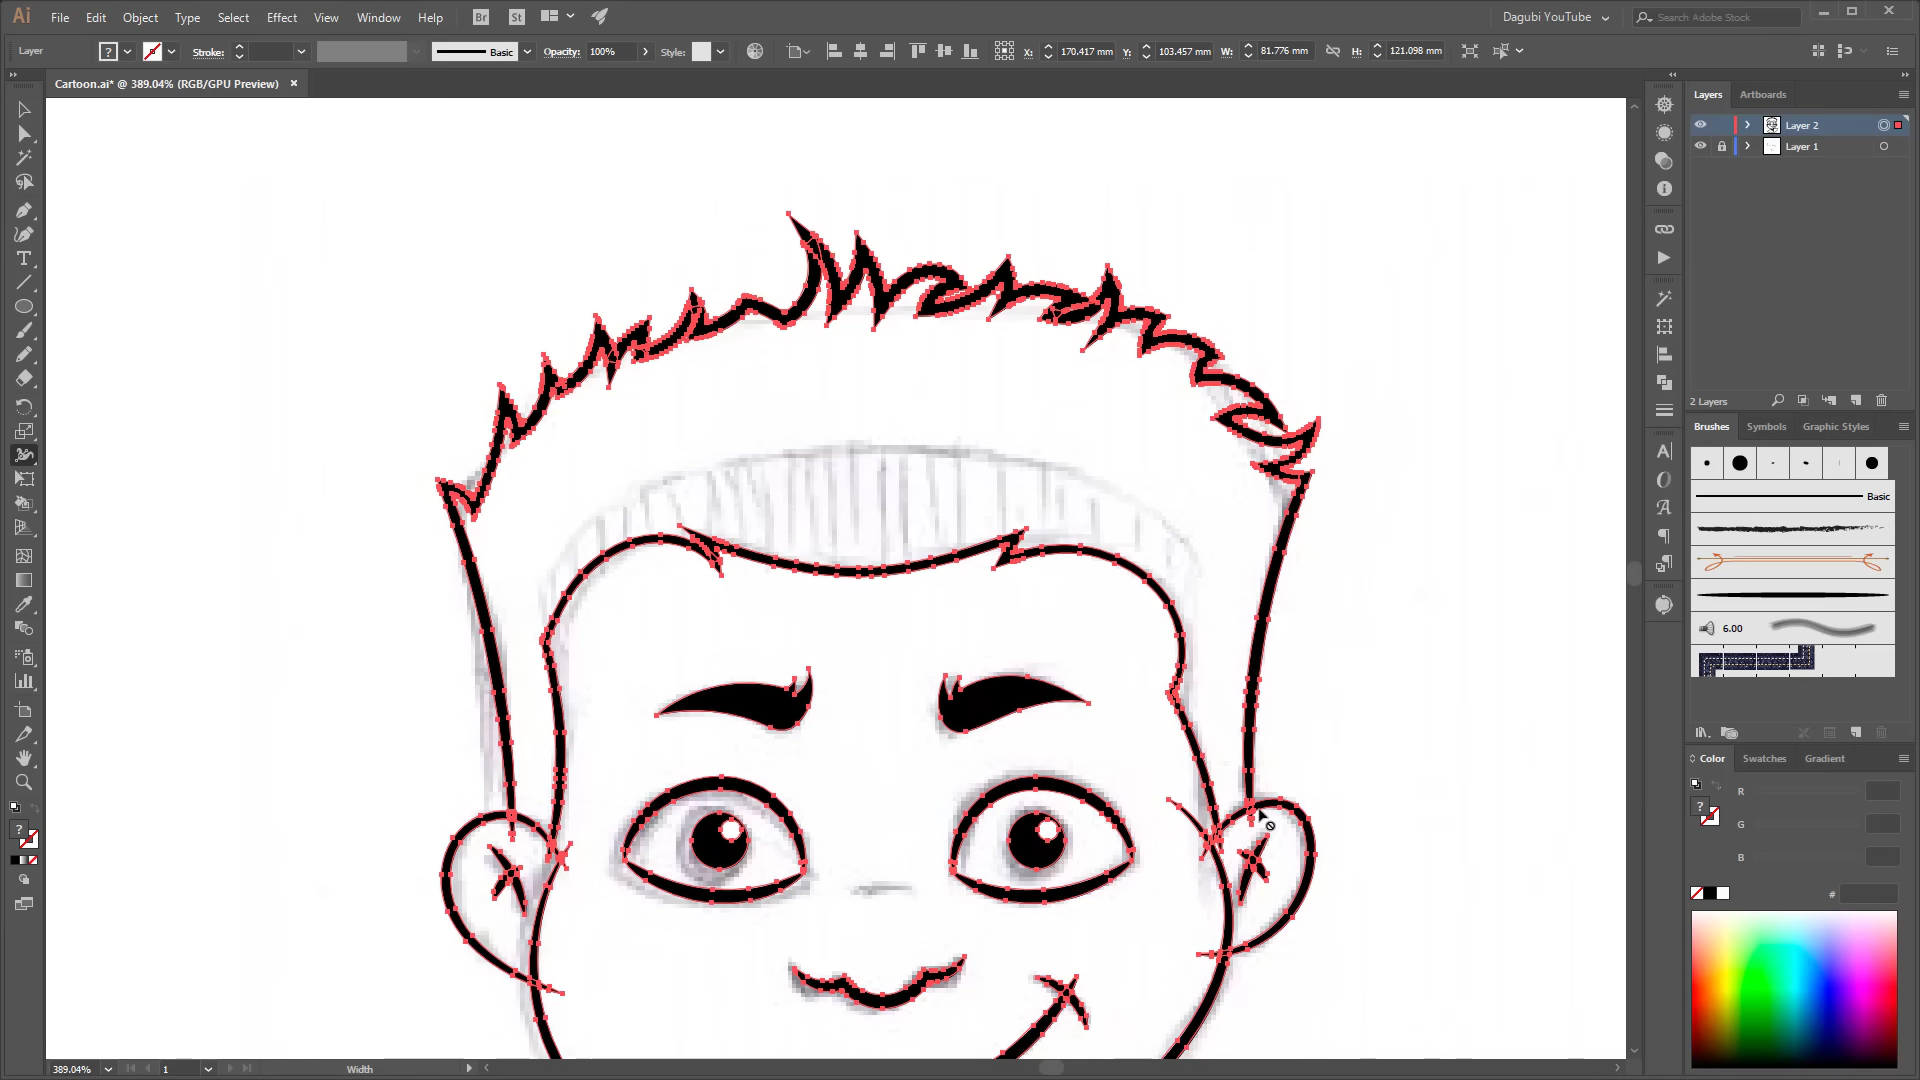 Ai File Edit Object Type Select Effect View Window Help Br St Dagubi YouTube Search Adobe Stock
Layer ? Stroke: Basic Opacity: 100% Style: X: 170.417 mm Y: 103.457 mm W: 81.776 mm H: 121.098 mm
Cartoon.ai* @ 389.04% (RGB/GPU Preview)
Layers Artboards
Layer 2
Layer 1
2 Layers
Brushes Symbols Graphic Styles
Basic
6.00
Color Swatches Gradient
R
?
G
B
#
389.04% 1 Width